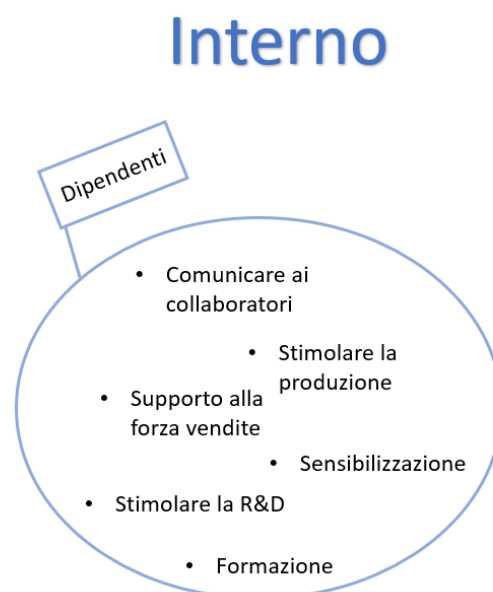 Interno
Dipendenti
• Comunicare ai
collaboratori
• Stimolare la
produzione
• Supporto alla
forza vendite
• Sensibilizzazione
• Stimolare la R&D
• Formazione